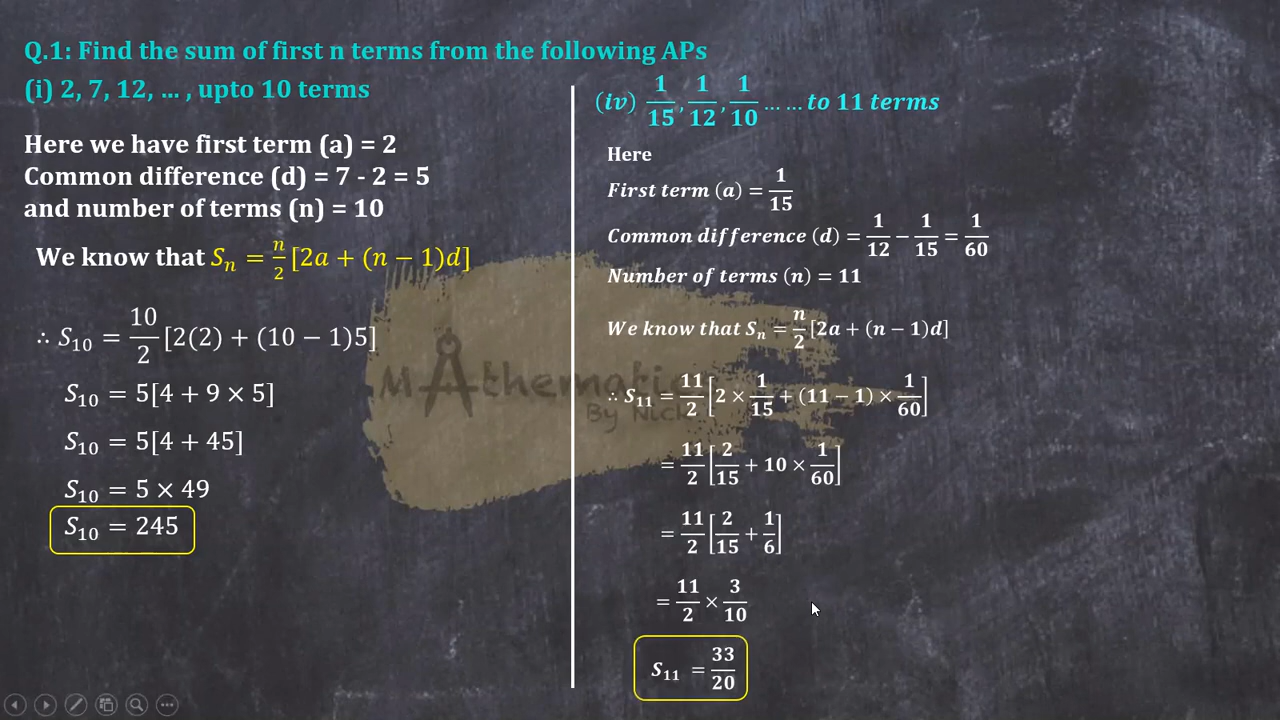 Q.1: Find the sum of first n terms from the following APs
(i) 2, 7, 12, ... , upto 10 terms
Here we have first term (a) = 2
Common difference (d) = 7 - 2 = 5
and number of terms (n) = 10
We know that Sₙ = n/2 [2a + (n − 1)d]
∴ S₁₀ = 10/2 [2(2) + (10 − 1)5]
S₁₀ = 5[4 + 9 × 5]
S₁₀ = 5[4 + 45]
S₁₀ = 5 × 49
S₁₀ = 245
(iv) 1/15, 1/12, 1/10 ... ... to 11 terms
Here
First term (a) = 1/15
Common difference (d) = 1/12 − 1/15 = 1/60
Number of terms (n) = 11
We know that Sₙ = n/2 [2a + (n − 1)d]
∴ S₁₁ = 11/2 [2 × 1/15 + (11 − 1) × 1/60]
= 11/2 [2/15 + 10 × 1/60]
= 11/2 [2/15 + 1/6]
= 11/2 × 3/10
S₁₁ = 33/20